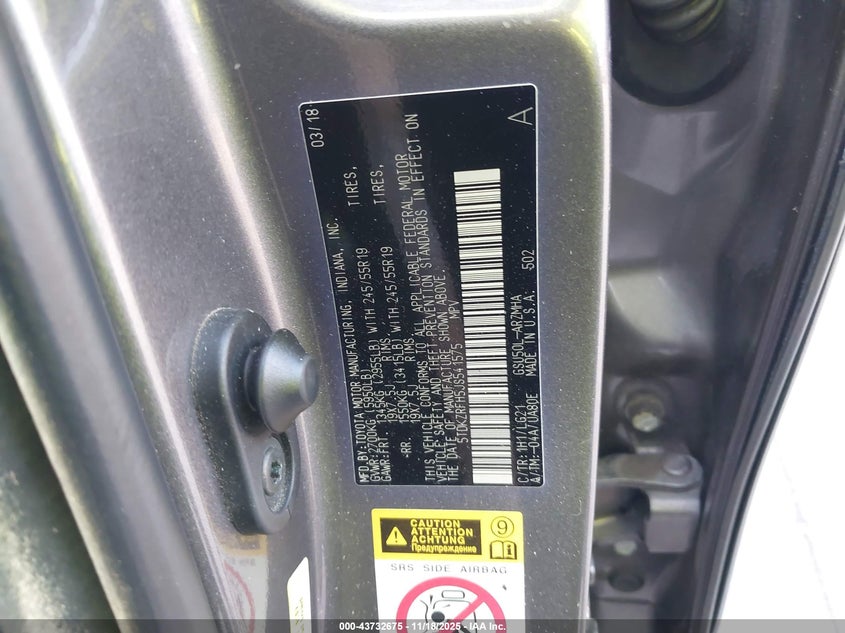 03/18
MFD.BY:TOYOTA MOTOR MANUFACTURING, INDIANA, INC.
GVWR:2700KG (5950LB)
GAWR:FRT. 1345KG (2955LB) WITH 245/55R19 TIRES,
19X7.5J RIMS
-RR. 1550KG (3415LB) WITH 245/55R19 TIRES,
19X7.5J RIMS
THIS VEHICLE CONFORMS TO ALL APPLICABLE FEDERAL MOTOR
VEHICLE SAFETY AND THEFT PREVENTION STANDARDS IN EFFECT ON
THE DATE OF MANUFACTURE SHOWN ABOVE.
5TDKZRFH5JS541575 MPV
C/TR:1H1/LG21 GSU50L-ARZMHA
A/TM:-04A/UA80E MADE IN U.S.A. 502
A
CAUTION
ATTENTION
ACHTUNG
Предупреждение
9
SRS SIDE AIRBAG
000-43732675 - 11/18/2025 - IAA Inc.